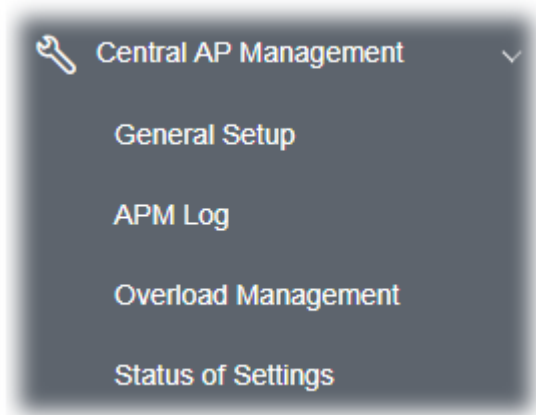 Central AP Management
General Setup
APM Log
Overload Management
Status of Settings